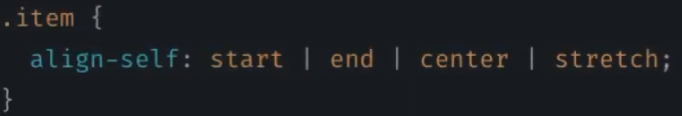 .item {
  align-self: start | end | center | stretch;
}